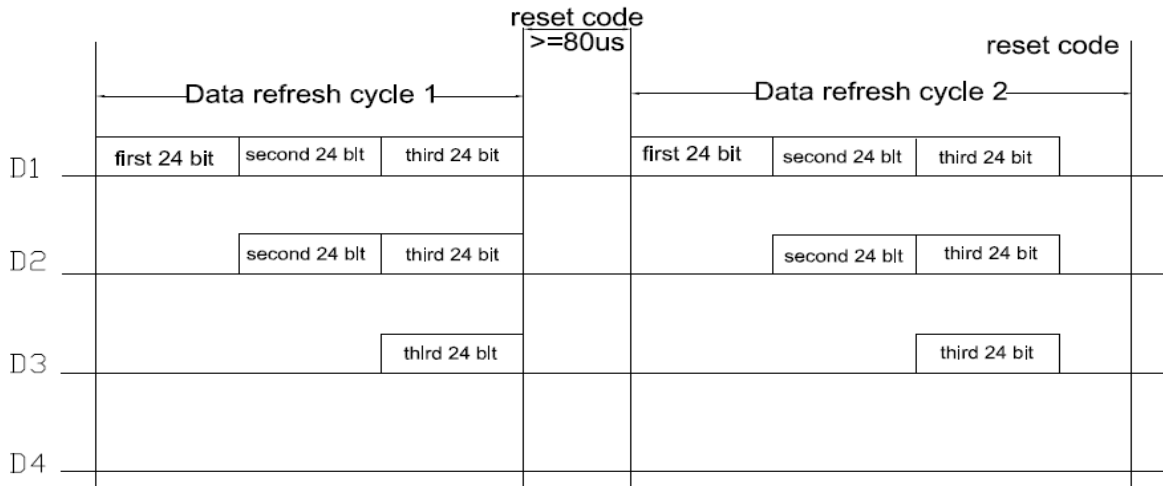 reset code
>=80us
reset code
Data refresh cycle 1
Data refresh cycle 2
D1
first 24 bit
second 24 blt
third 24 bit
first 24 bit
second 24 blt
third 24 bit
D2
second 24 blt
third 24 bit
second 24 blt
third 24 bit
D3
thlrd 24 blt
third 24 bit
D4